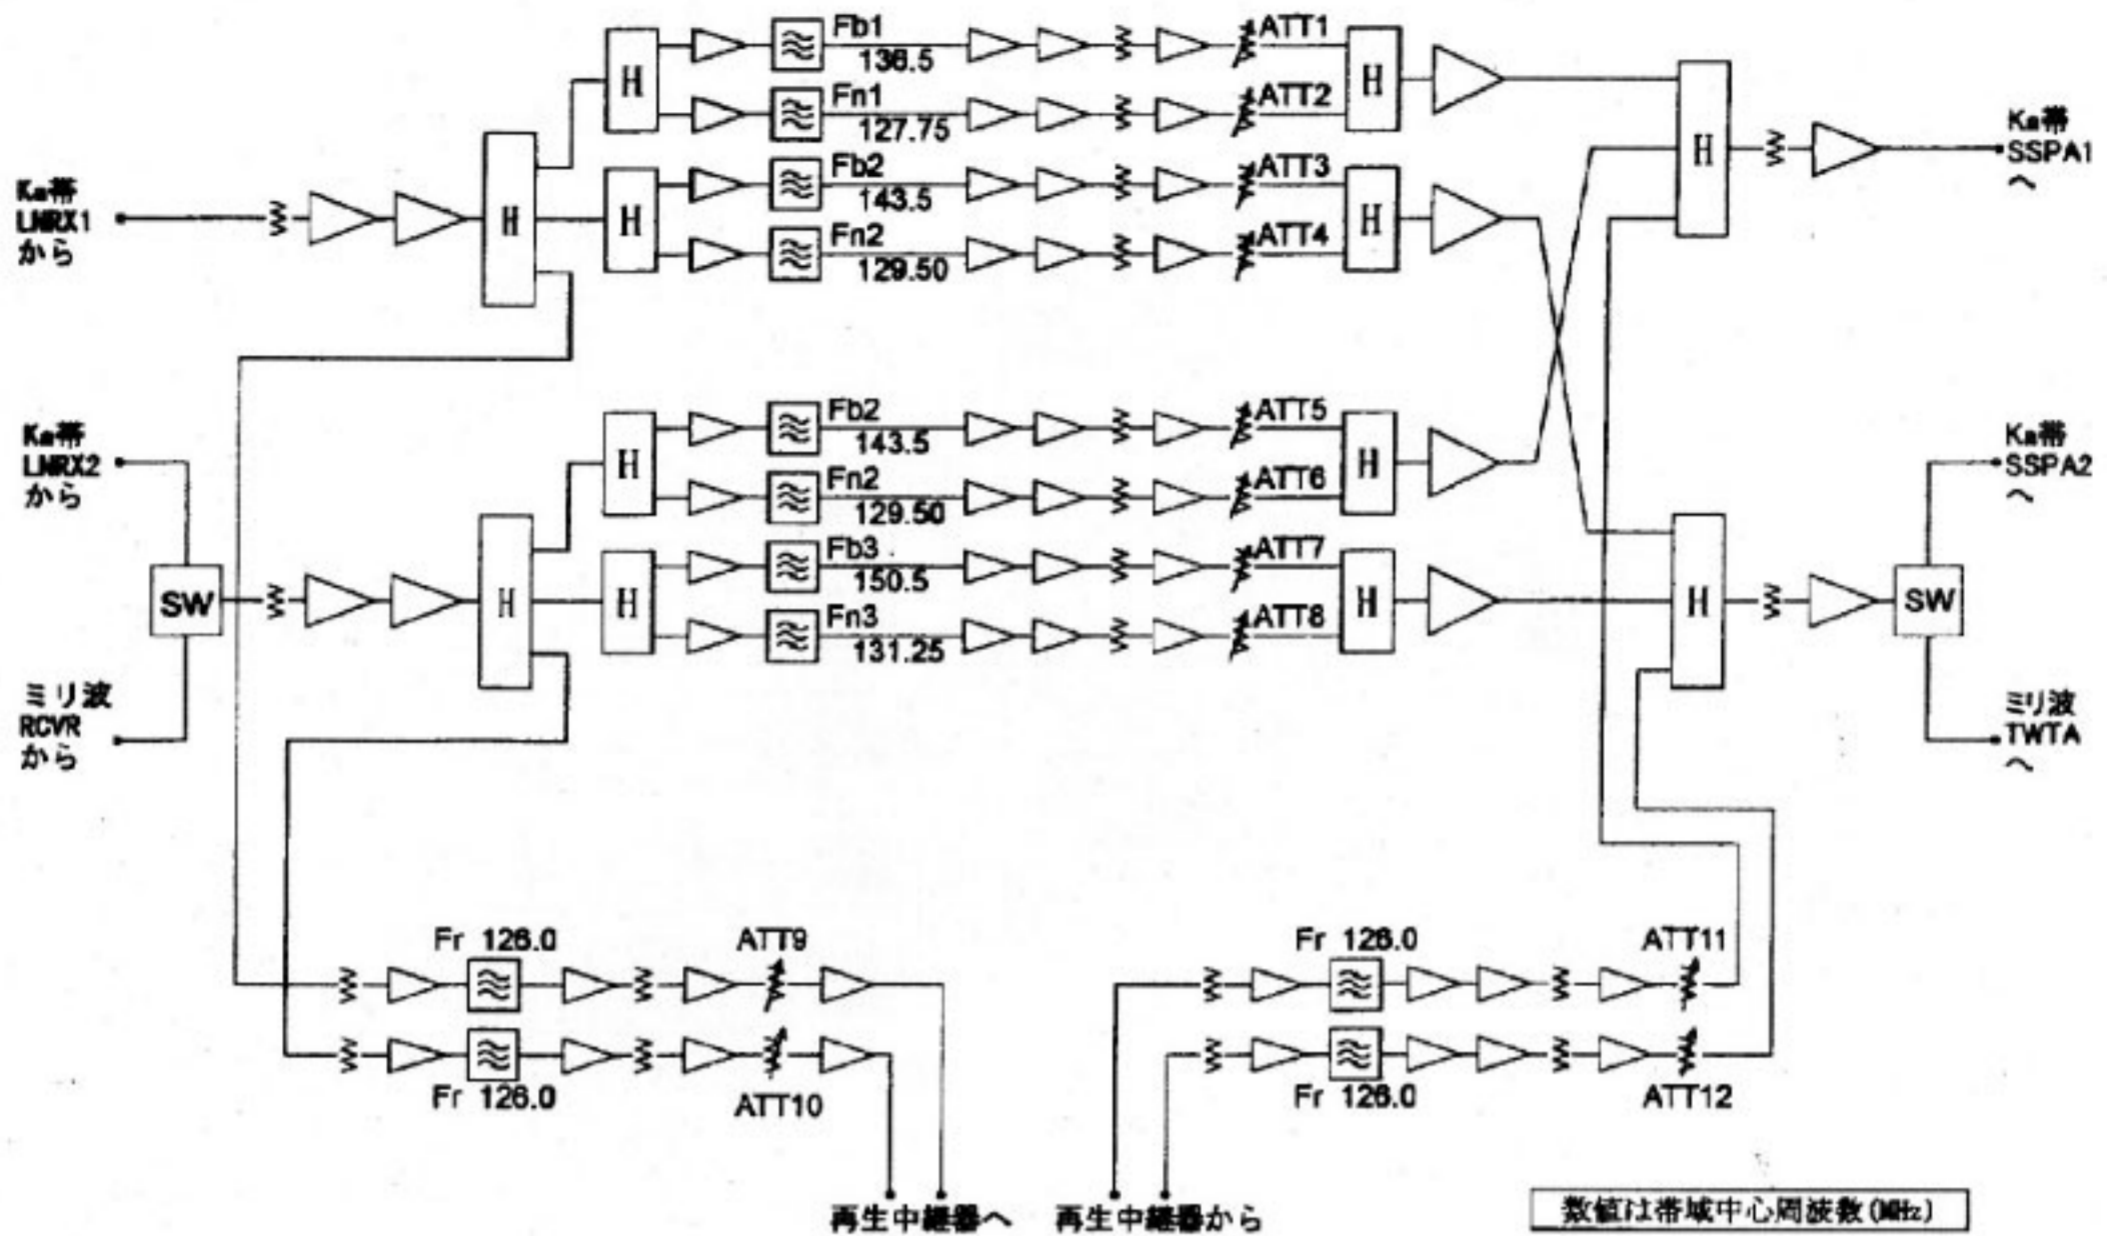 Fb1
136.5
ATT1
Fn1
127.75
ATT2
Fb2
143.5
ATT3
Fn2
129.50
ATT4
H
H
H
H
H
H
Ka帯
LNRX1
から
Ka帯
SSPA1
へ
Fb2
143.5
ATT5
Fn2
129.50
ATT6
Fb3
150.5
ATT7
Fn3
131.25
ATT8
H
H
H
H
H
H
Ka帯
LNRX2
から
SW
ミリ波
RCVR
から
Ka帯
SSPA2
へ
SW
ミリ波
TWTA
へ
Fr 126.0
ATT9
Fr 126.0
ATT10
Fr 126.0
ATT11
Fr 126.0
ATT12
再生中継器へ
再生中継器から
数値は帯域中心周波数(MHz)